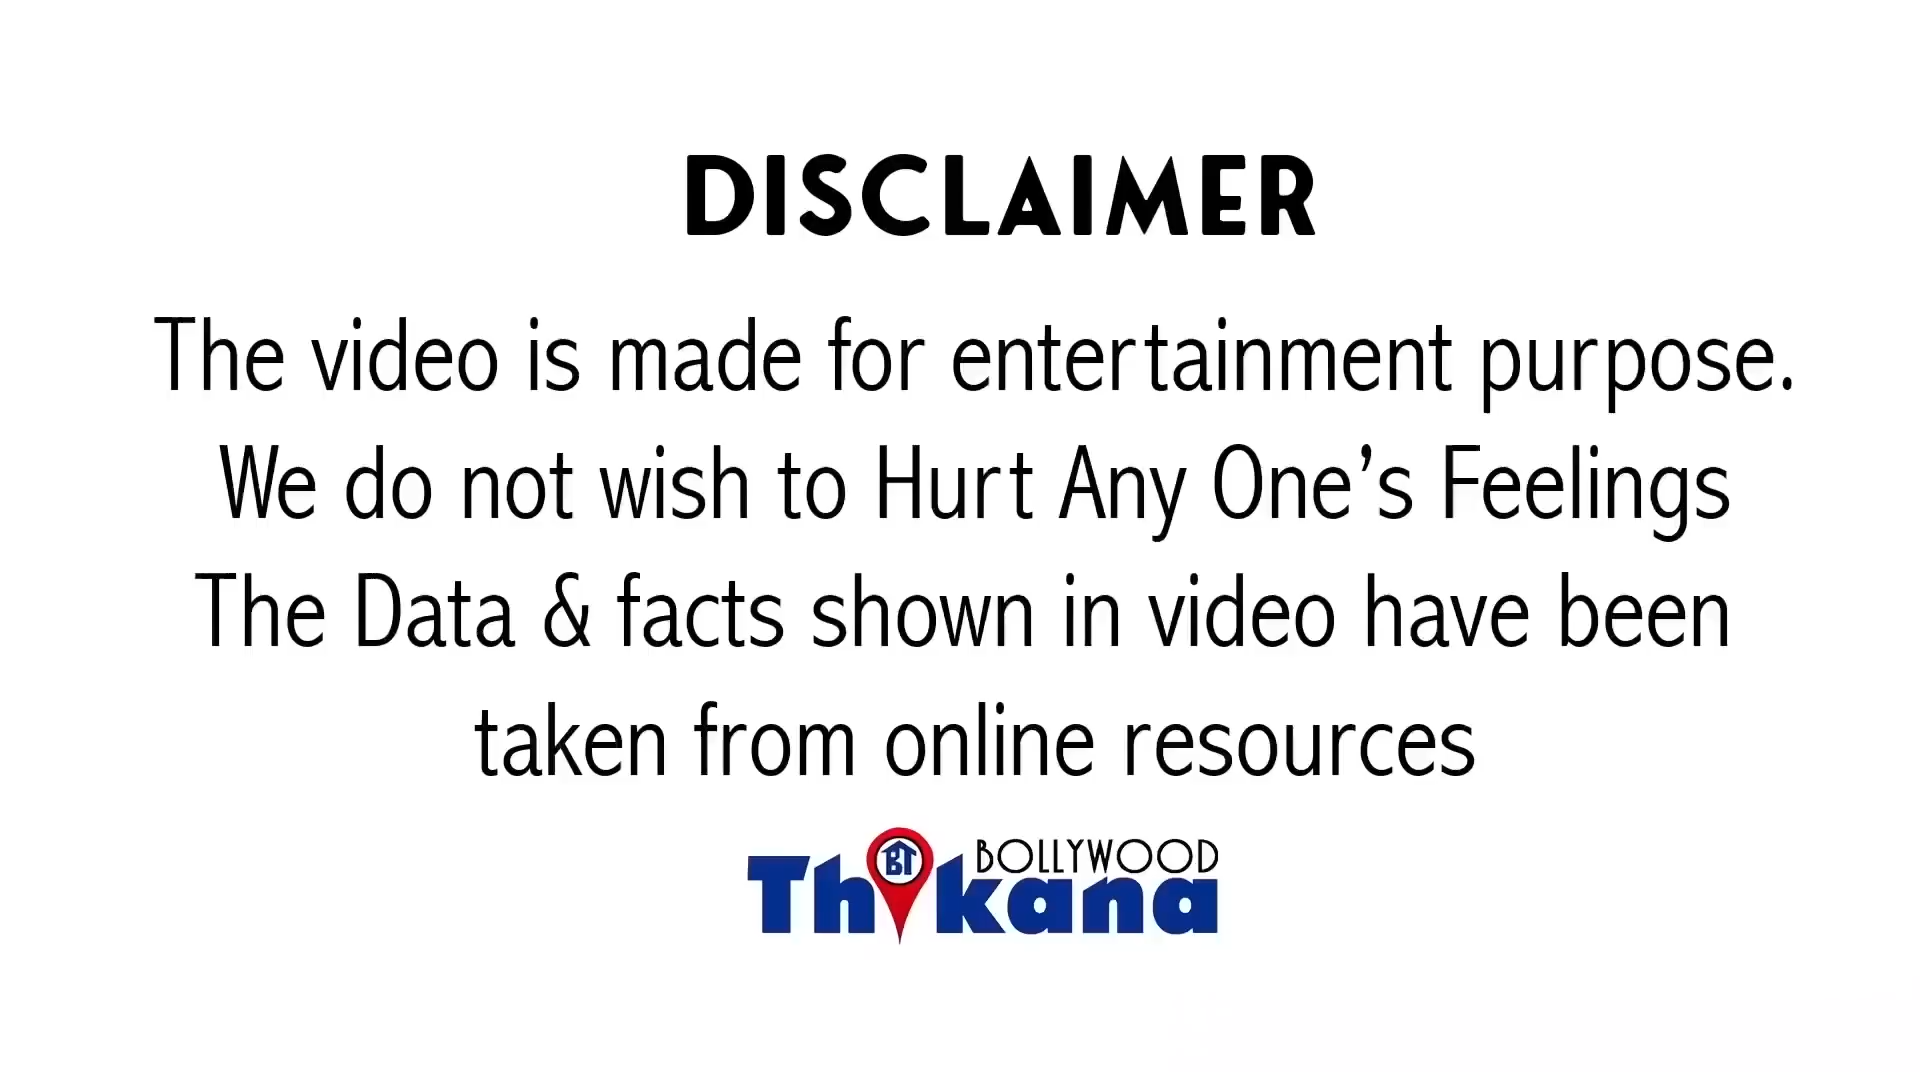 DISCLAIMER
The video is made for entertainment purpose.
We do not wish to Hurt Any One’s Feelings
The Data & facts shown in video have been
taken from online resources
BT
BOLLYWOOD
Thikana